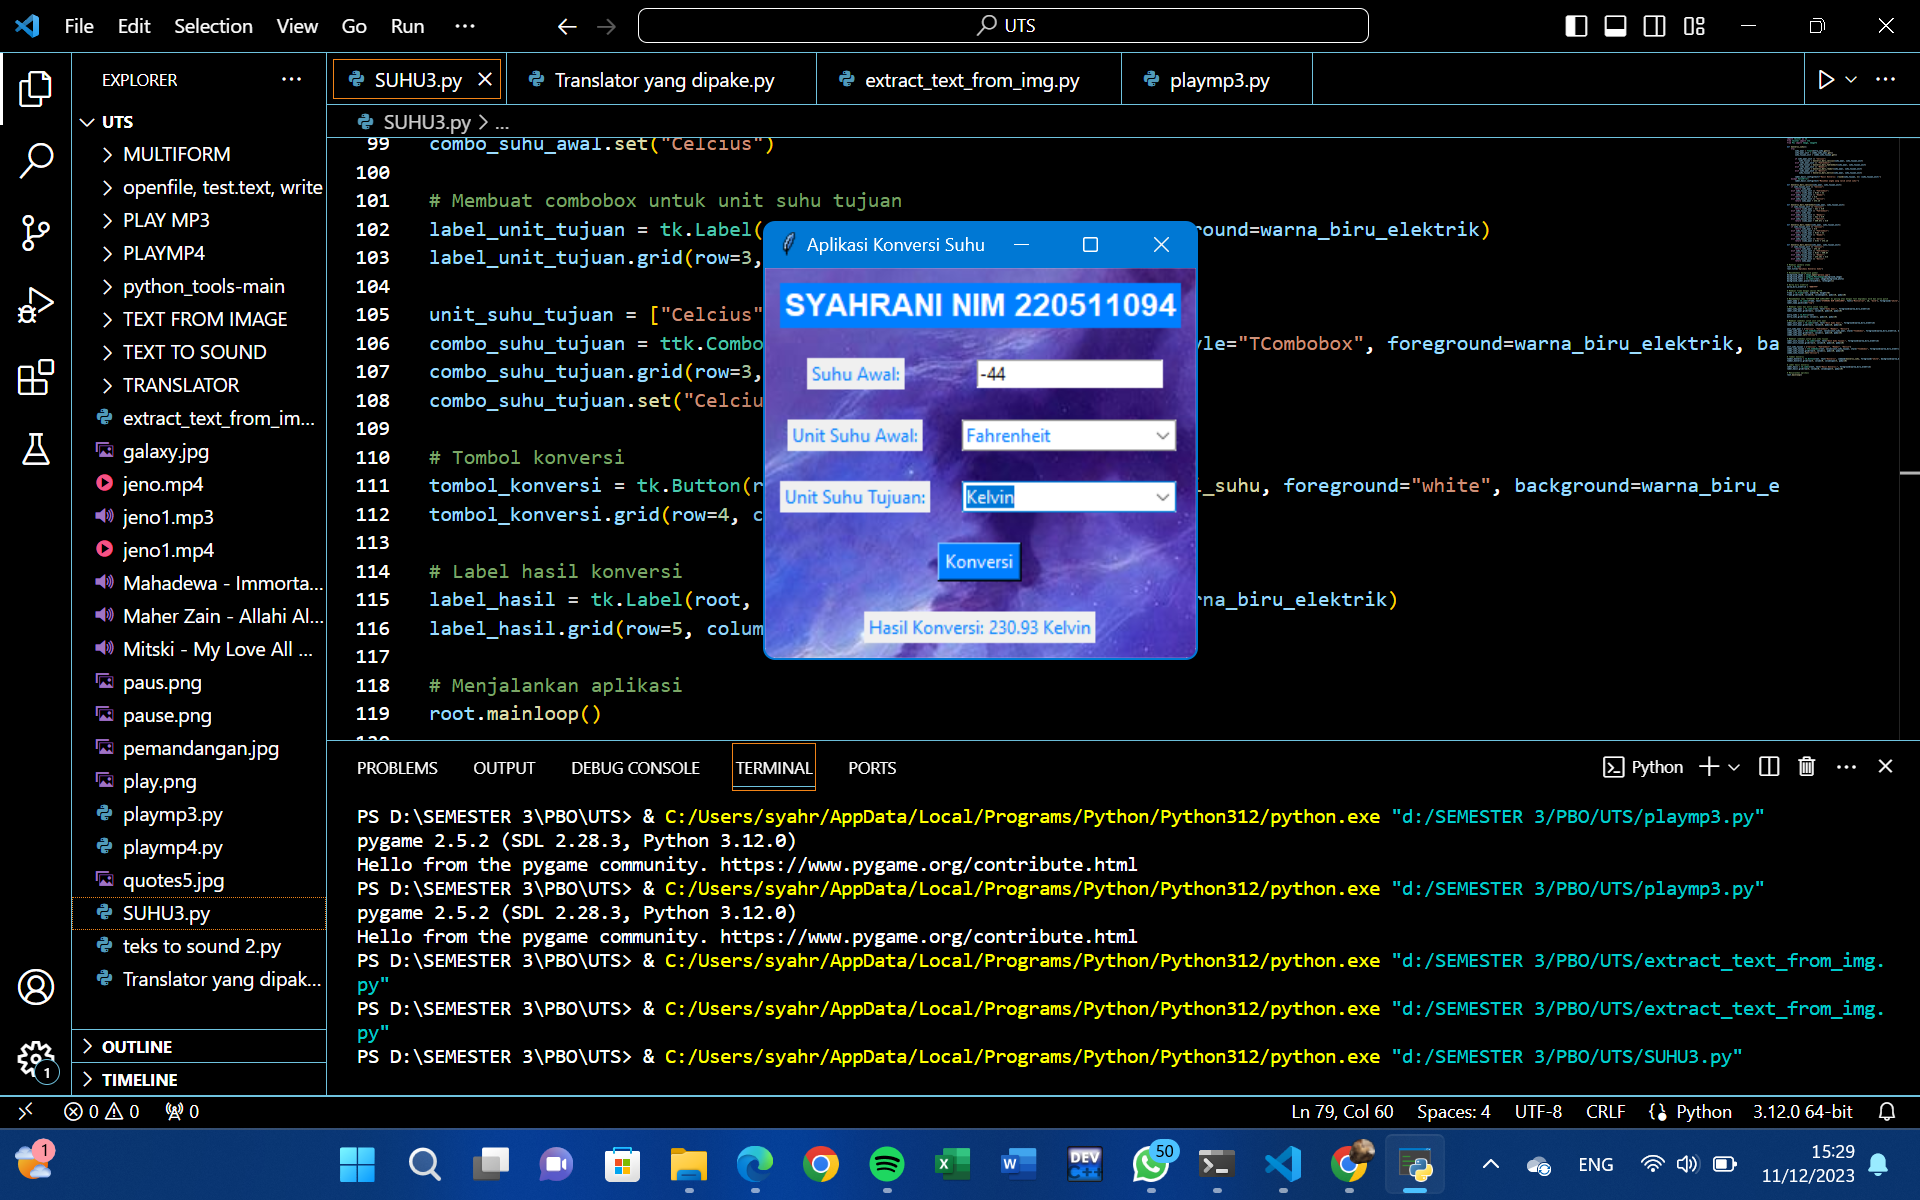 File Edit Selection View Go Run ... UTS
EXPLORER ...
UTS
MULTIFORM
openfile, test.text, write
PLAY MP3
PLAYMP4
python_tools-main
TEXT FROM IMAGE
TEXT TO SOUND
TRANSLATOR
extract_text_from_im...
galaxy.jpg
jeno.mp4
jeno1.mp3
jeno1.mp4
Mahadewa - Immorta...
Maher Zain - Allahi Al...
Mitski - My Love All ...
paus.png
pause.png
pemandangan.jpg
play.png
playmp3.py
playmp4.py
quotes5.jpg
SUHU3.py
teks to sound 2.py
Translator yang dipak...
OUTLINE
TIMELINE
SUHU3.py Translator yang dipake.py extract_text_from_img.py playmp3.py
SUHU3.py > ...
99 combo_suhu_awal.set("Celcius")
100
101 # Membuat combobox untuk unit suhu tujuan
102 label_unit_tujuan = tk.Label( round=warna_biru_elektrik)
103 label_unit_tujuan.grid(row=3,
104
105 unit_suhu_tujuan = ["Celcius"
106 combo_suhu_tujuan = ttk.Combo yle="TCombobox", foreground=warna_biru_elektrik, ba
107 combo_suhu_tujuan.grid(row=3,
108 combo_suhu_tujuan.set("Celciu
109
110 # Tombol konversi
111 tombol_konversi = tk.Button(r i_suhu, foreground="white", background=warna_biru_e
112 tombol_konversi.grid(row=4, c
113
114 # Label hasil konversi
115 label_hasil = tk.Label(root, rna_biru_elektrik)
116 label_hasil.grid(row=5, colum
117
118 # Menjalankan aplikasi
119 root.mainloop()
Aplikasi Konversi Suhu
SYAHRANI NIM 220511094
Suhu Awal: -44
Unit Suhu Awal: Fahrenheit
Unit Suhu Tujuan: Kelvin
Konversi
Hasil Konversi: 230.93 Kelvin
PROBLEMS OUTPUT DEBUG CONSOLE TERMINAL PORTS Python
PS D:\SEMESTER 3\PBO\UTS> & C:/Users/syahr/AppData/Local/Programs/Python/Python312/python.exe "d:/SEMESTER 3/PBO/UTS/playmp3.py"
pygame 2.5.2 (SDL 2.28.3, Python 3.12.0)
Hello from the pygame community. https://www.pygame.org/contribute.html
PS D:\SEMESTER 3\PBO\UTS> & C:/Users/syahr/AppData/Local/Programs/Python/Python312/python.exe "d:/SEMESTER 3/PBO/UTS/playmp3.py"
pygame 2.5.2 (SDL 2.28.3, Python 3.12.0)
Hello from the pygame community. https://www.pygame.org/contribute.html
PS D:\SEMESTER 3\PBO\UTS> & C:/Users/syahr/AppData/Local/Programs/Python/Python312/python.exe "d:/SEMESTER 3/PBO/UTS/extract_text_from_img.
py"
PS D:\SEMESTER 3\PBO\UTS> & C:/Users/syahr/AppData/Local/Programs/Python/Python312/python.exe "d:/SEMESTER 3/PBO/UTS/extract_text_from_img.
py"
PS D:\SEMESTER 3\PBO\UTS> & C:/Users/syahr/AppData/Local/Programs/Python/Python312/python.exe "d:/SEMESTER 3/PBO/UTS/SUHU3.py"
1
0 0 0 Ln 79, Col 60 Spaces: 4 UTF-8 CRLF Python 3.12.0 64-bit
1 DEV C++ 50 ENG 15:29
11/12/2023